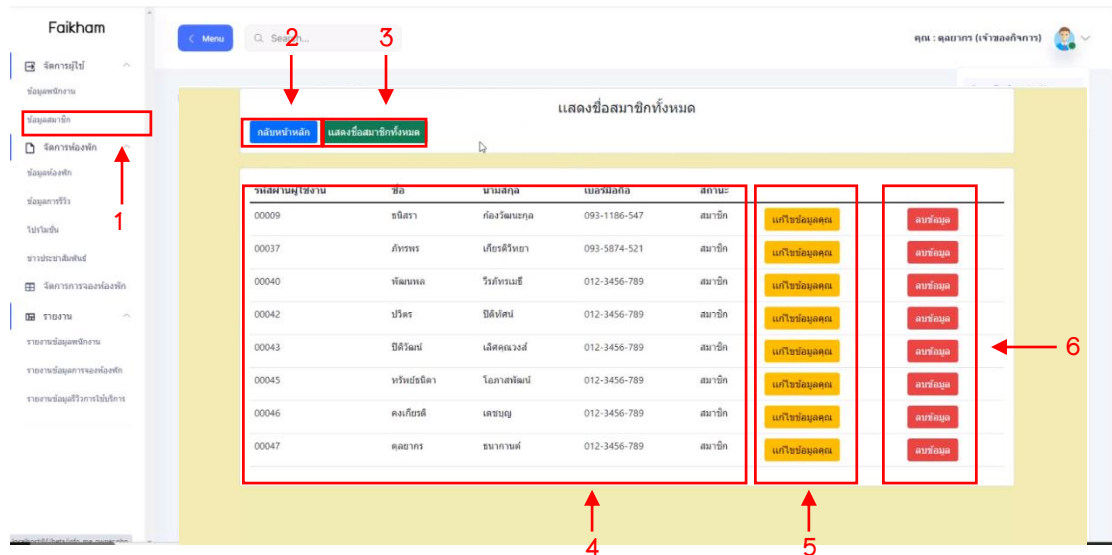 Faikham
Menu
Search...
2
3
คุณ : ดุลยากร (เจ้าของกิจการ)
จัดการผู้ใช้
ข้อมูลพนักงาน
ข้อมูลสมาชิก
จัดการห้องพัก
ข้อมูลห้องพัก
ข้อมูลการรีวิว
โปรโมชั่น
ข่าวประชาสัมพันธ์
จัดการการจองห้องพัก
รายงาน
รายงานข้อมูลพนักงาน
รายงานข้อมูลการจองห้องพัก
รายงานข้อมูลรีวิวการใช้บริการ
1
แสดงชื่อสมาชิกทั้งหมด
กลับหน้าหลัก แสดงชื่อสมาชิกทั้งหมด
รหัสผ่านผู้ใช้งาน ชื่อ นามสกุล เบอร์มือถือ สถานะ
00009 ธนิสรา ก้องวัฒนะกุล 093-1186-547 สมาชิก แก้ไขข้อมูลคุณ ลบข้อมูล
00037 ภัทรพร เกียรติวิทยา 093-5874-521 สมาชิก แก้ไขข้อมูลคุณ ลบข้อมูล
00040 พัฒนพล วีรภัทรเมธี 012-3456-789 สมาชิก แก้ไขข้อมูลคุณ ลบข้อมูล
00042 ปวิตร ปิติทัศน์ 012-3456-789 สมาชิก แก้ไขข้อมูลคุณ ลบข้อมูล
00043 ปิติวัฒน์ เลิศคุณวงส์ 012-3456-789 สมาชิก แก้ไขข้อมูลคุณ ลบข้อมูล
00045 ทรัพย์ธนิดา โอภาสพัฒน์ 012-3456-789 สมาชิก แก้ไขข้อมูลคุณ ลบข้อมูล
00046 คงเกียรติ เดชบุญ 012-3456-789 สมาชิก แก้ไขข้อมูลคุณ ลบข้อมูล
00047 ดุลยากร ธนากานต์ 012-3456-789 สมาชิก แก้ไขข้อมูลคุณ ลบข้อมูล
6
4
5